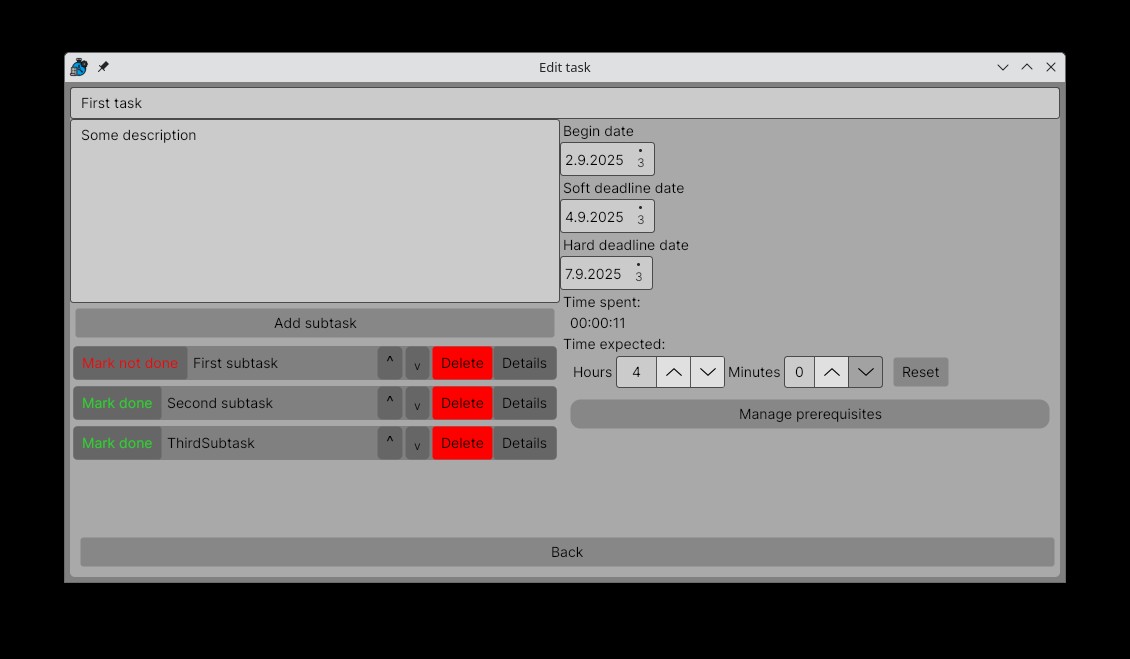 Edit task
First task
Some description
Begin date
2.9.2025 3
Soft deadline date
4.9.2025 3
Hard deadline date
7.9.2025 3
Time spent:
00:00:11
Time expected:
Hours 4 Minutes 0 Reset
Manage prerequisites
Add subtask
Mark not done First subtask ^ v Delete Details
Mark done Second subtask ^ v Delete Details
Mark done ThirdSubtask ^ v Delete Details
Back